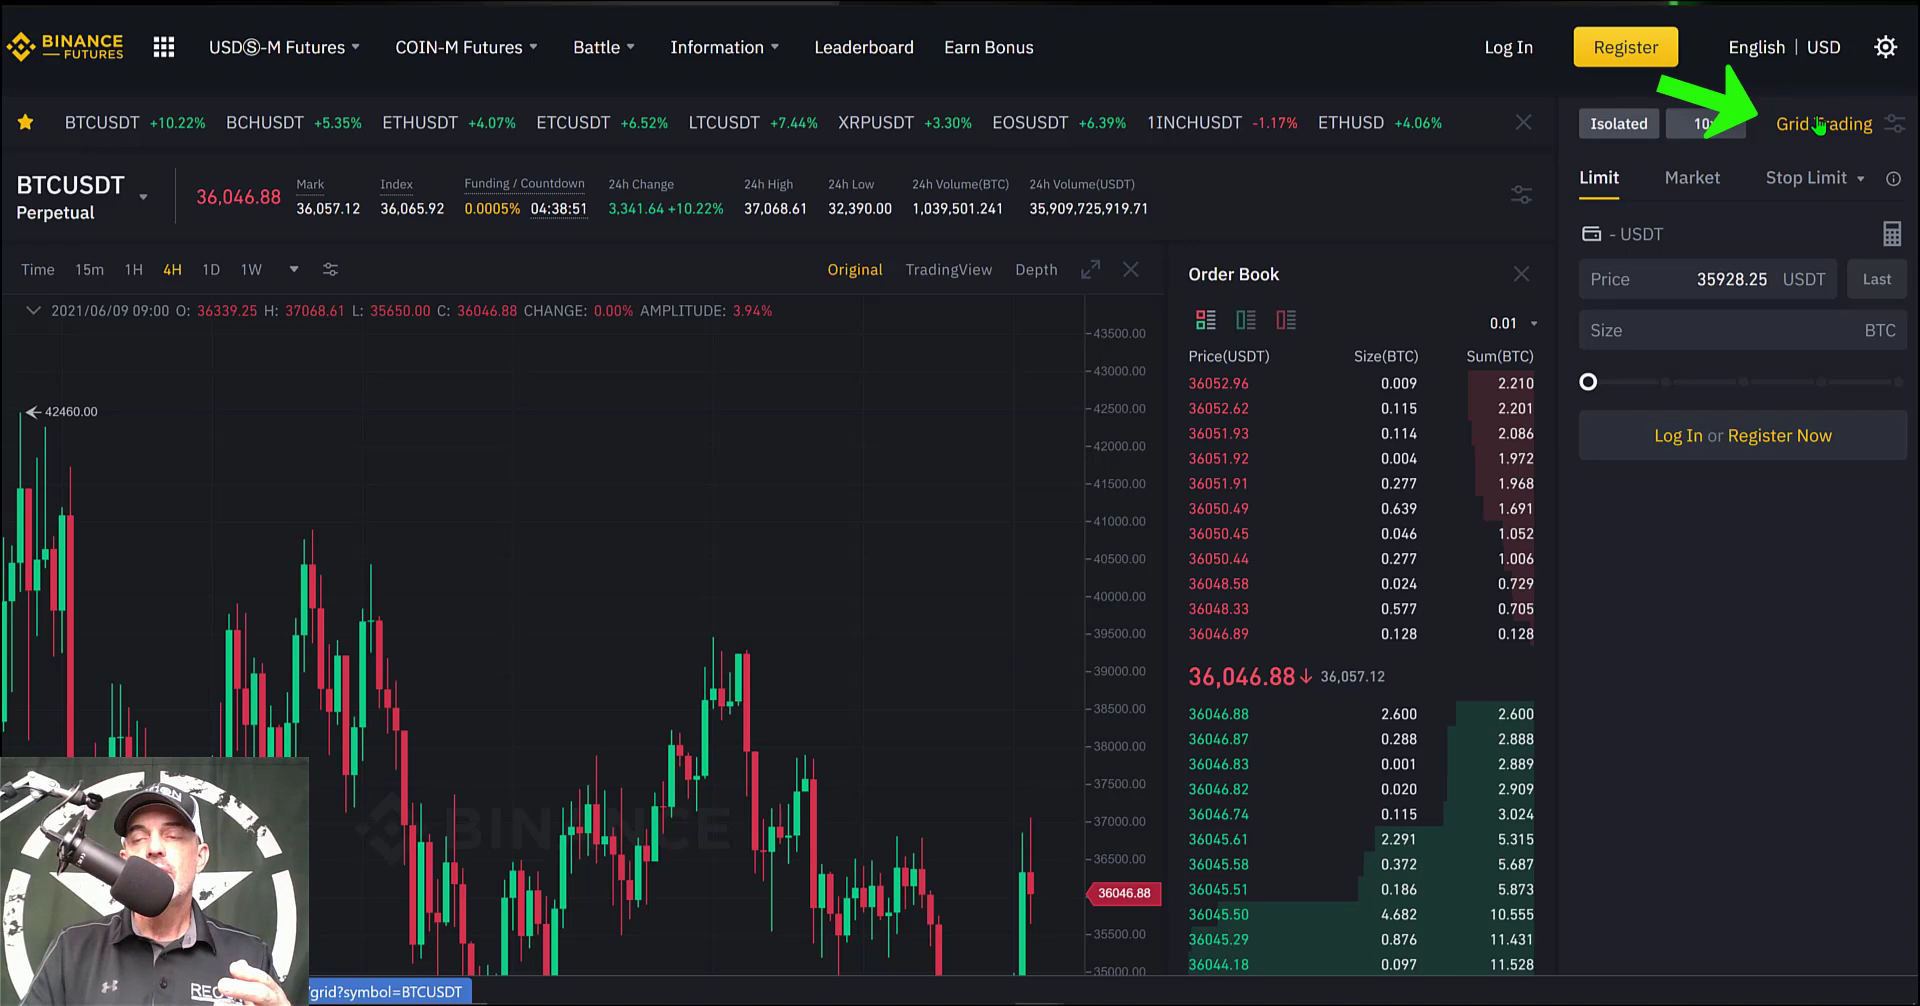 BINANCE
FUTURES
USDⓈ-M Futures
COIN-M Futures
Battle
Information
Leaderboard
Earn Bonus
Log In
Register
English | USD
BTCUSDT +10.22% BCHUSDT +5.35% ETHUSDT +4.07% ETCUSDT +6.52% LTCUSDT +7.44% XRPUSDT +3.30% EOSUSDT +6.39% 1INCHUSDT -1.17% ETHUSD +4.06%
Isolated
Grid Trading
BTCUSDT
Perpetual
36,046.88
Mark
36,057.12
Index
36,065.92
Funding / Countdown
0.0005% 04:38:51
24h Change
3,341.64 +10.22%
24h High
37,068.61
24h Low
32,390.00
24h Volume(BTC)
1,039,501.241
24h Volume(USDT)
35,909,725,919.71
Limit
Market
Stop Limit
- USDT
Price 35928.25 USDT
Last
Size BTC
Log In or Register Now
Time 15m 1H 4H 1D 1W
Original TradingView Depth
2021/06/09 09:00 O: 36339.25 H: 37068.61 L: 35650.00 C: 36046.88 CHANGE: 0.00% AMPLITUDE: 3.94%
42460.00
43500.00
43000.00
42500.00
42000.00
41500.00
41000.00
40500.00
40000.00
39500.00
39000.00
38500.00
38000.00
37500.00
37000.00
36500.00
36046.88
35500.00
35000.00
BINANCE
Order Book
0.01
Price(USDT) Size(BTC) Sum(BTC)
36052.96 0.009 2.210
36052.62 0.115 2.201
36051.93 0.114 2.086
36051.92 0.004 1.972
36051.91 0.277 1.968
36050.49 0.639 1.691
36050.45 0.046 1.052
36050.44 0.277 1.006
36048.58 0.024 0.729
36048.33 0.577 0.705
36046.89 0.128 0.128
36,046.88 36,057.12
36046.88 2.600 2.600
36046.87 0.288 2.888
36046.83 0.001 2.889
36046.82 0.020 2.909
36046.74 0.115 3.024
36045.61 2.291 5.315
36045.58 0.372 5.687
36045.51 0.186 5.873
36045.50 4.682 10.555
36045.29 0.876 11.431
36044.18 0.097 11.528
/grid?symbol=BTCUSDT